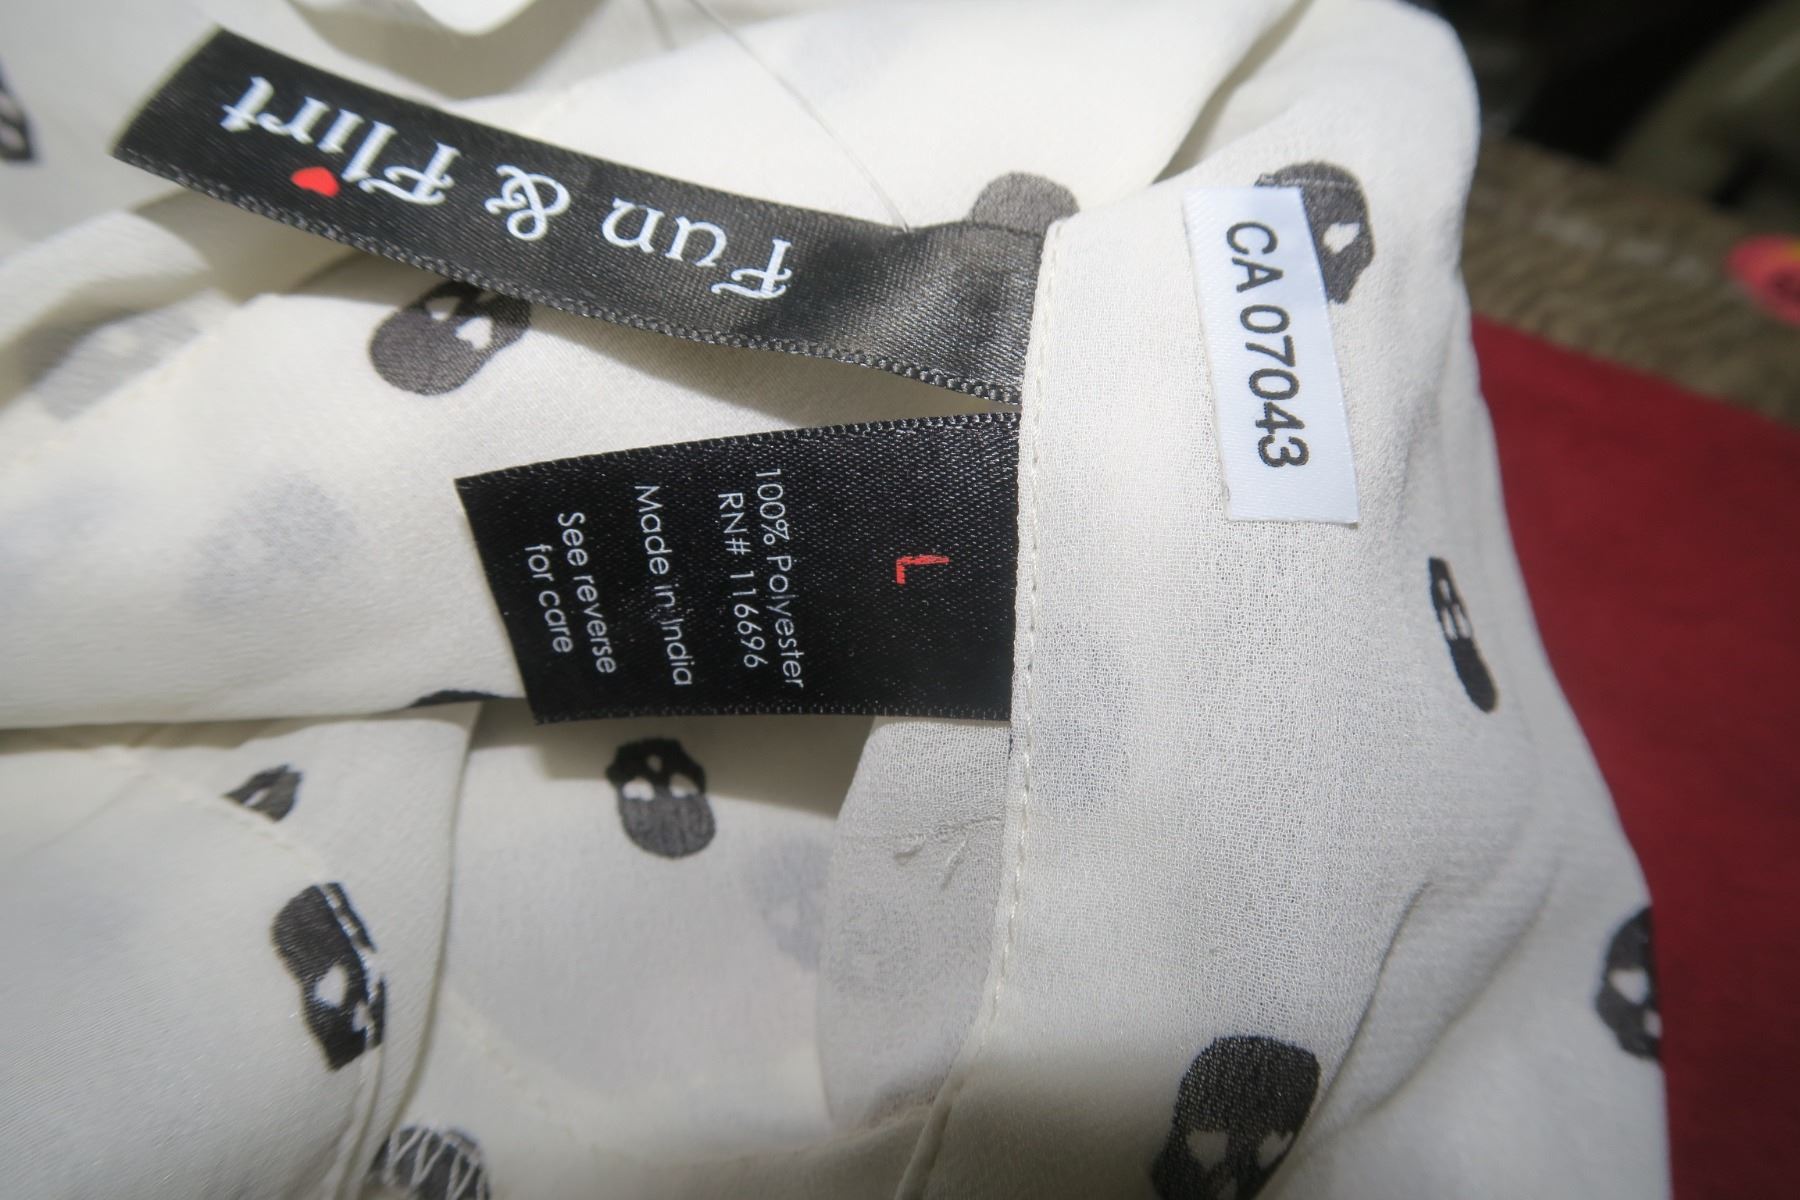 Fun & Flirt
L
100% Polyester
RN# 116696
Made in India
See reverse
for care
CA 07043